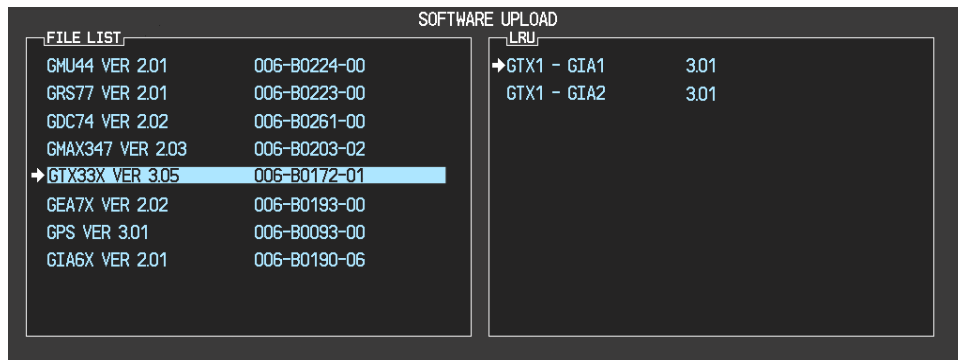 SOFTWARE UPLOAD
FILE LIST
GMU44 VER 2.01 006-B0224-00
GRS77 VER 2.01 006-B0223-00
GDC74 VER 2.02 006-B0261-00
GMAX347 VER 2.03 006-B0203-02
GTX33X VER 3.05 006-B0172-01
GEA7X VER 2.02 006-B0193-00
GPS VER 3.01 006-B0093-00
GIA6X VER 2.01 006-B0190-06
LRU
GTX1 - GIA1 3.01
GTX1 - GIA2 3.01